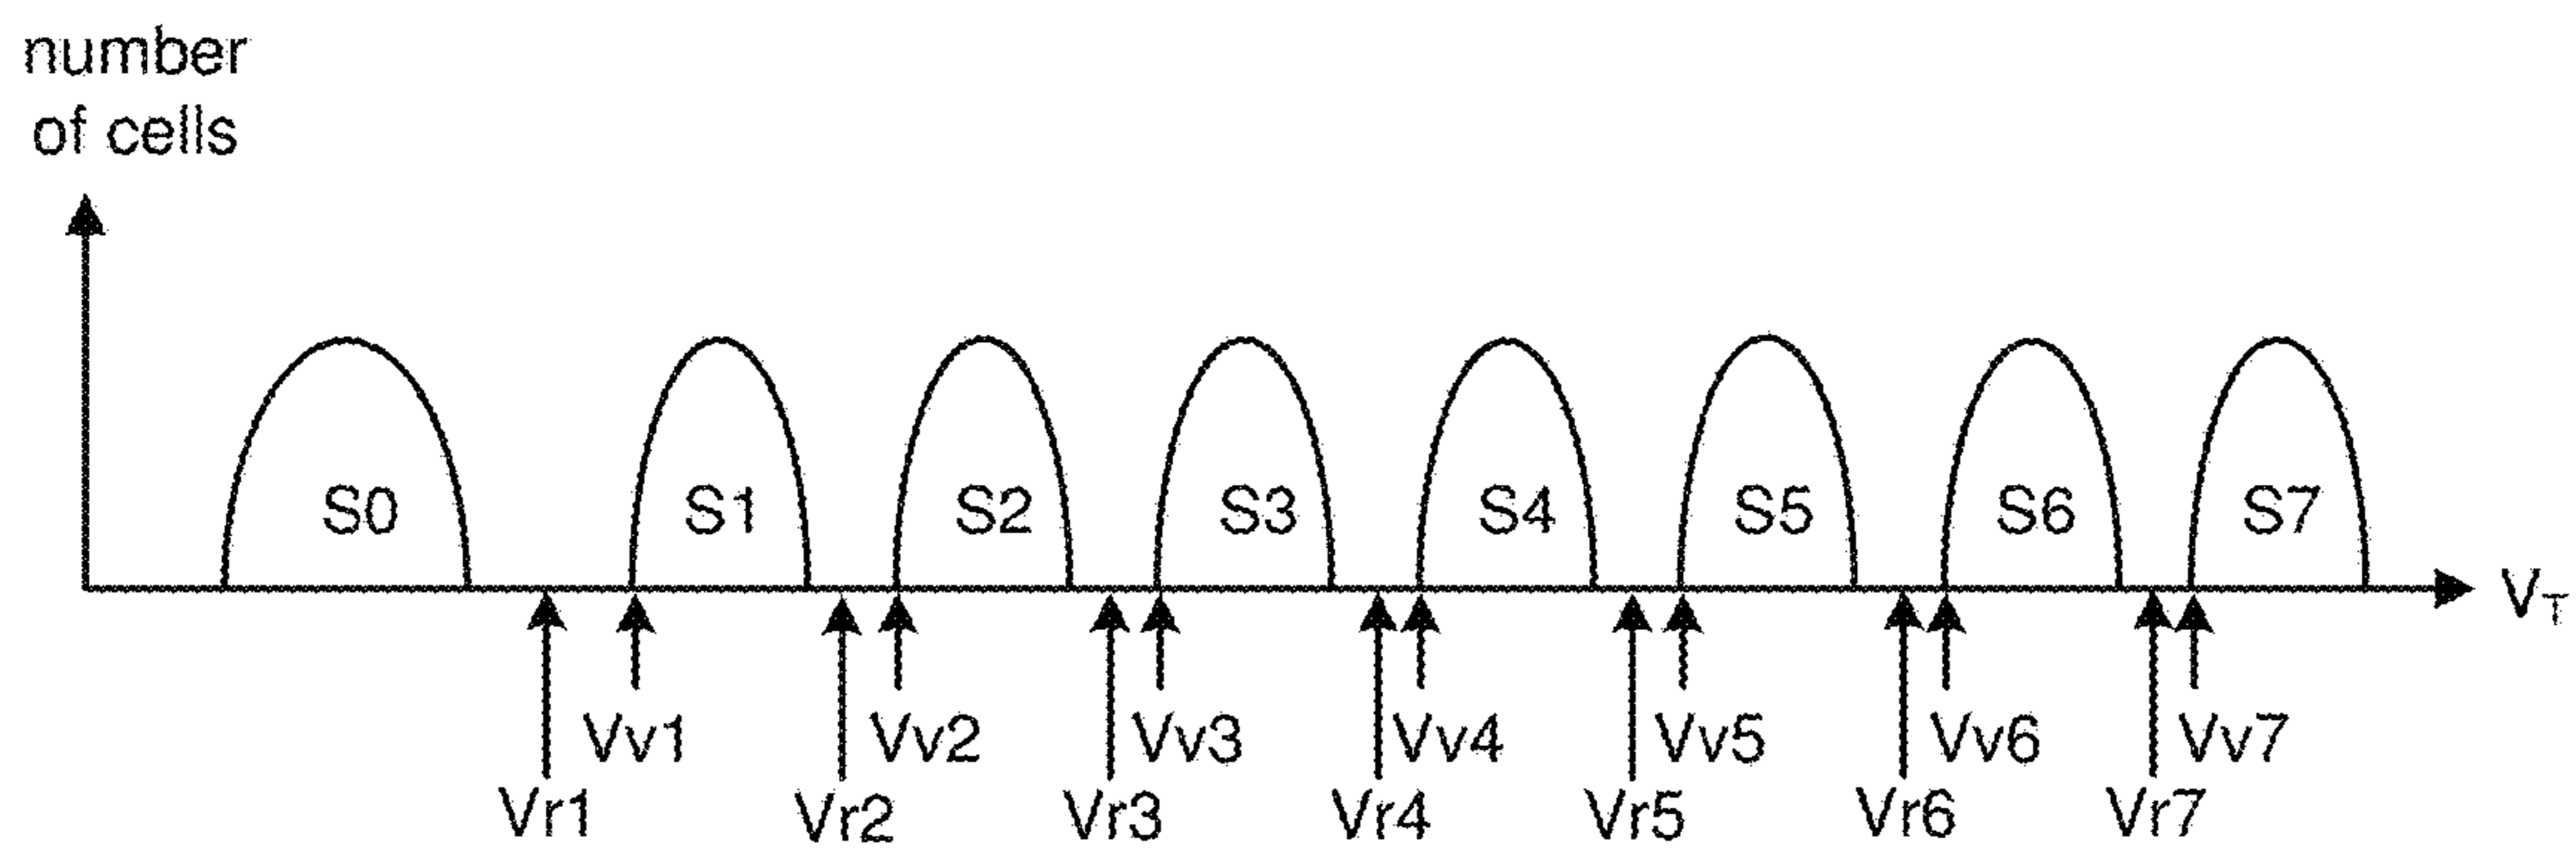 number
of cells
S0 S1 S2 S3 S4 S5 S6 S7
V_T
Vv1 Vv2 Vv3 Vv4 Vv5 Vv6 Vv7
Vr1 Vr2 Vr3 Vr4 Vr5 Vr6 Vr7